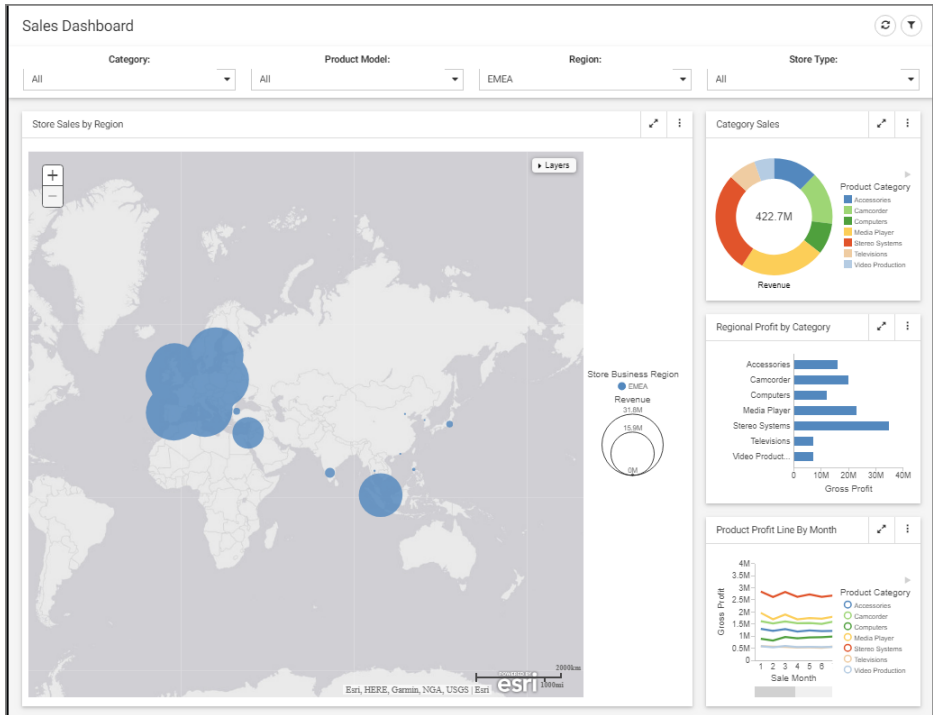 Sales Dashboard
Category:
Product Model:
Region:
Store Type:
All
All
EMEA
All
Store Sales by Region
+
−
Layers
Store Business Region
EMEA
Revenue
31.8M
15.9M
0M
2000km
1000mi
Esri, HERE, Garmin, NGA, USGS | Esri
esri
Category Sales
422.7M
Revenue
Product Category
Accessories
Camcorder
Computers
Media Player
Stereo Systems
Televisions
Video Production
Regional Profit by Category
Accessories
Camcorder
Computers
Media Player
Stereo Systems
Televisions
Video Product...
10M 20M 30M 40M
Gross Profit
Product Profit Line By Month
4M
3.5M
3M
2.5M
2M
1.5M
1M
0.5M
0
Gross Profit
1 2 3 4 5 6
Sale Month
Product Category
Accessories
Camcorder
Computers
Media Player
Stereo Systems
Televisions
Video Production